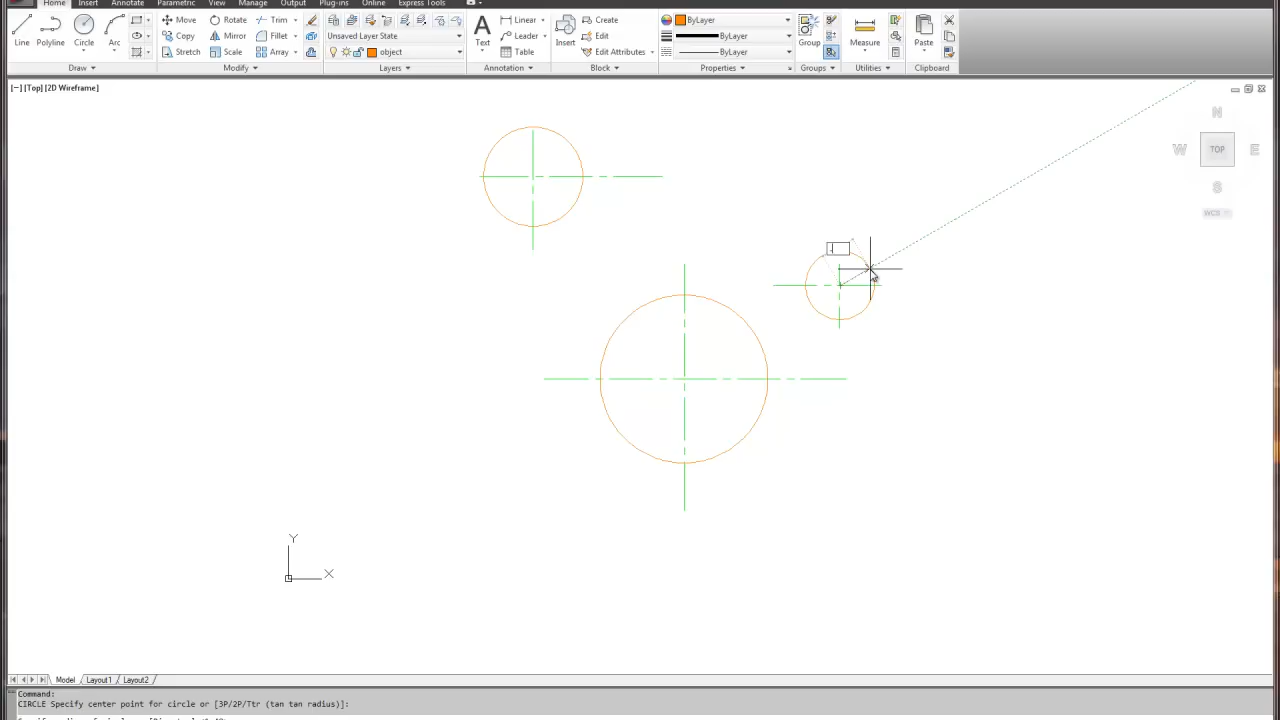 Home Insert Annotate Parametric View Manage Output Plug-ins Online Express Tools
Line Polyline Circle Arc
Move Rotate Trim
Copy Mirror Fillet
Stretch Scale Array
Unsaved Layer State
object
Text
Linear
Leader
Table
Insert
Create
Edit
Edit Attributes
ByLayer
ByLayer
ByLayer
Group
Measure
Paste
Draw Modify Layers Annotation Block Properties Groups Utilities Clipboard
[−] [Top] [2D Wireframe]
N
W TOP E
S
WCS
Y
X
Model Layout1 Layout2
Command:
CIRCLE Specify center point for circle or [3P/2P/Ttr (tan tan radius)]: